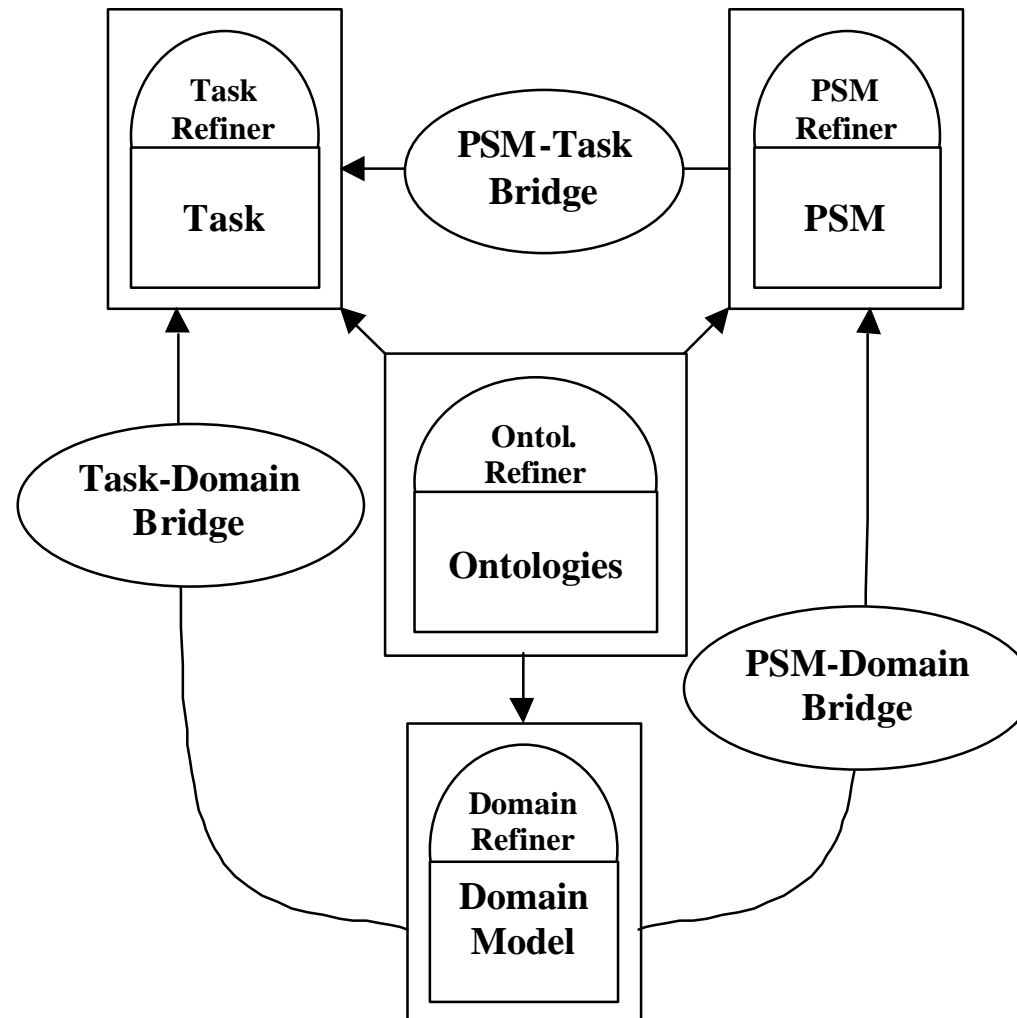 Task
Refiner
Task
PSM-Task
Bridge
PSM
Refiner
PSM
Ontol.
Refiner
Ontologies
Task-Domain
Bridge
PSM-Domain
Bridge
Domain
Refiner
Domain
Model